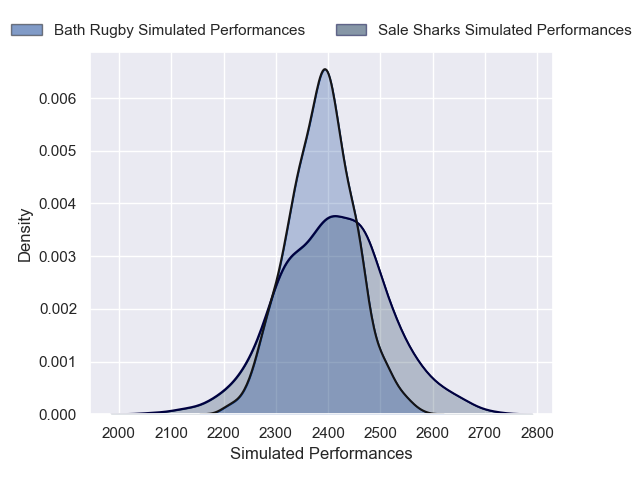 Bath Rugby Simulated Performances Sale Sharks Simulated Performances
0.006
0.005
0.004
0.003
0.002
0.001
0.000
Density
2000 2100 2200 2300 2400 2500 2600 2700 2800
Simulated Performances